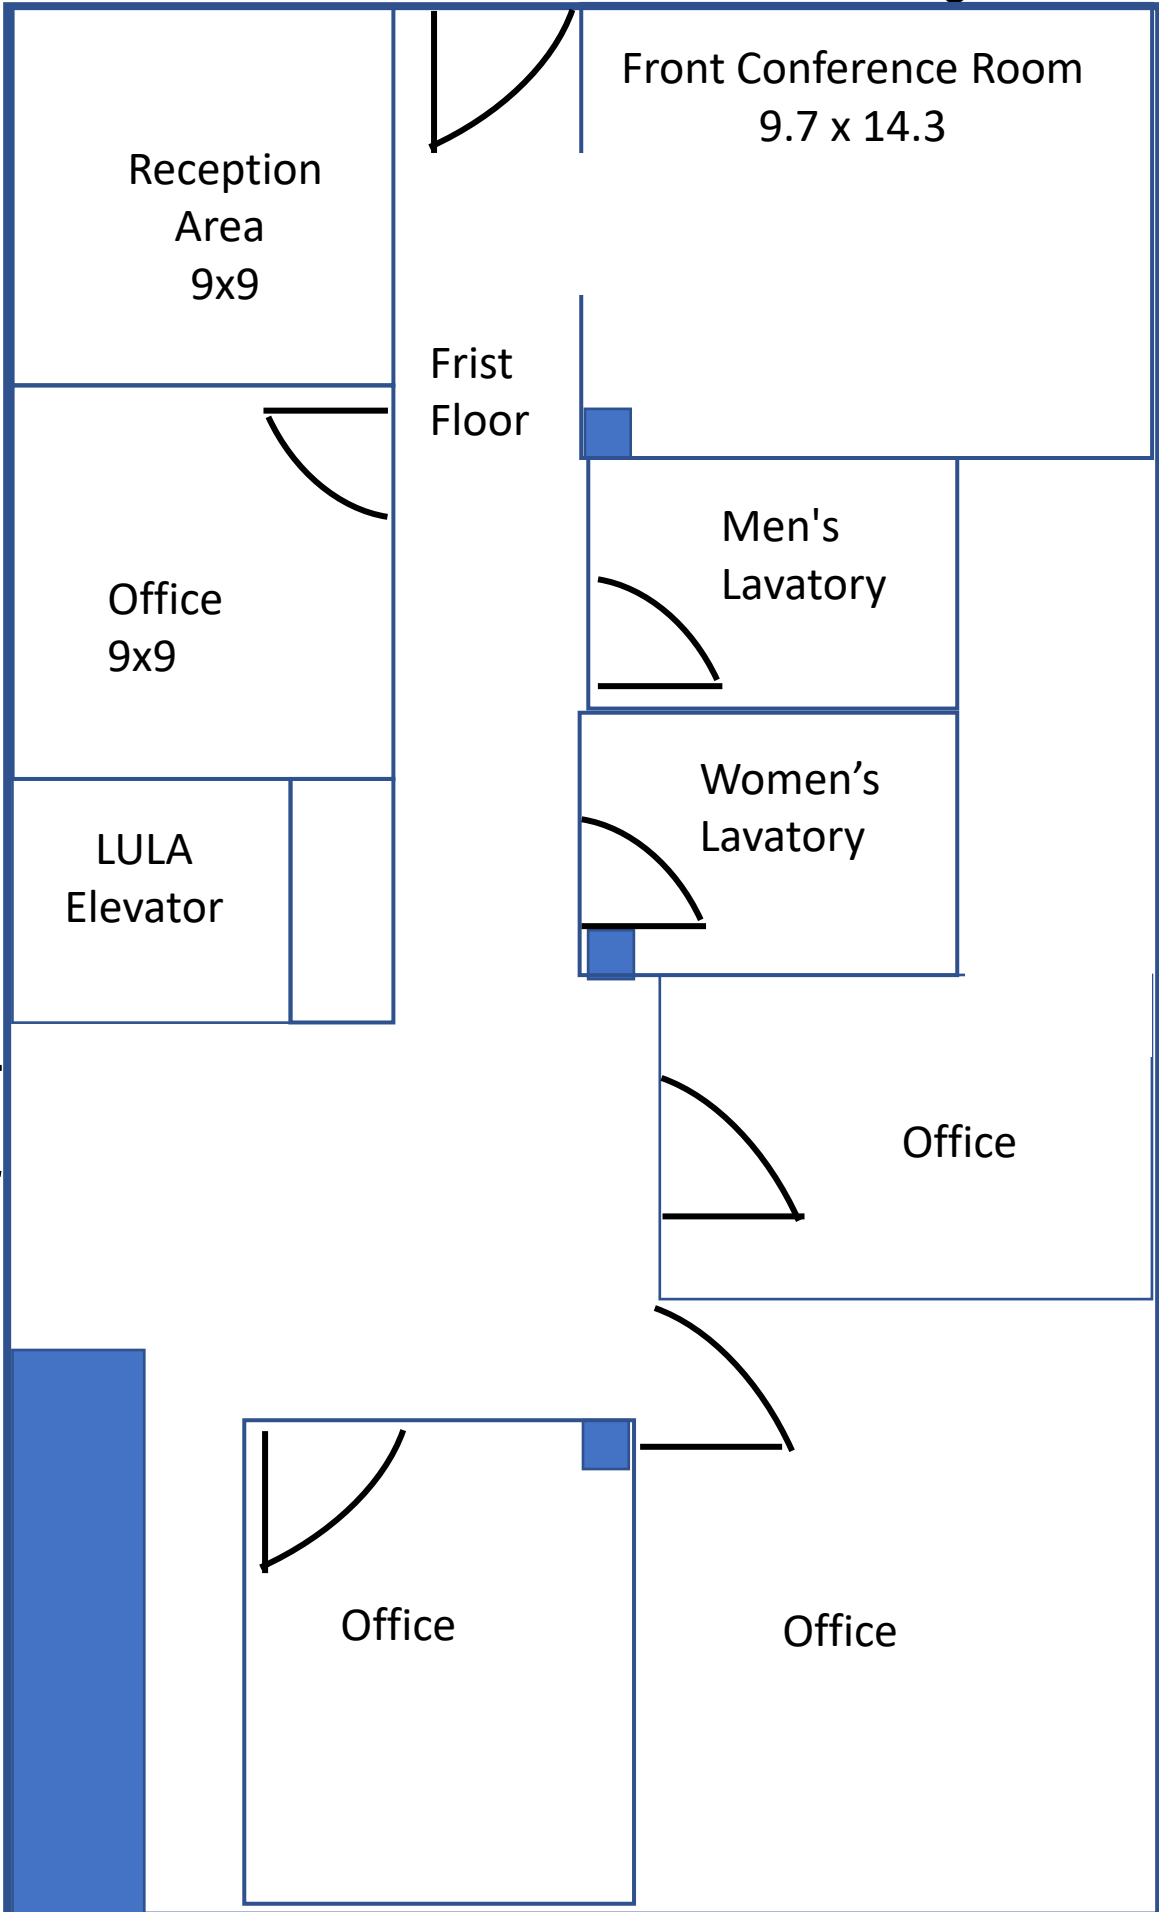 Front Conference Room
9.7 x 14.3
Reception
Area
9x9
Frist
Floor
Men's
Lavatory
Office
9x9
Women’s
Lavatory
LULA
Elevator
Office
Office
Office